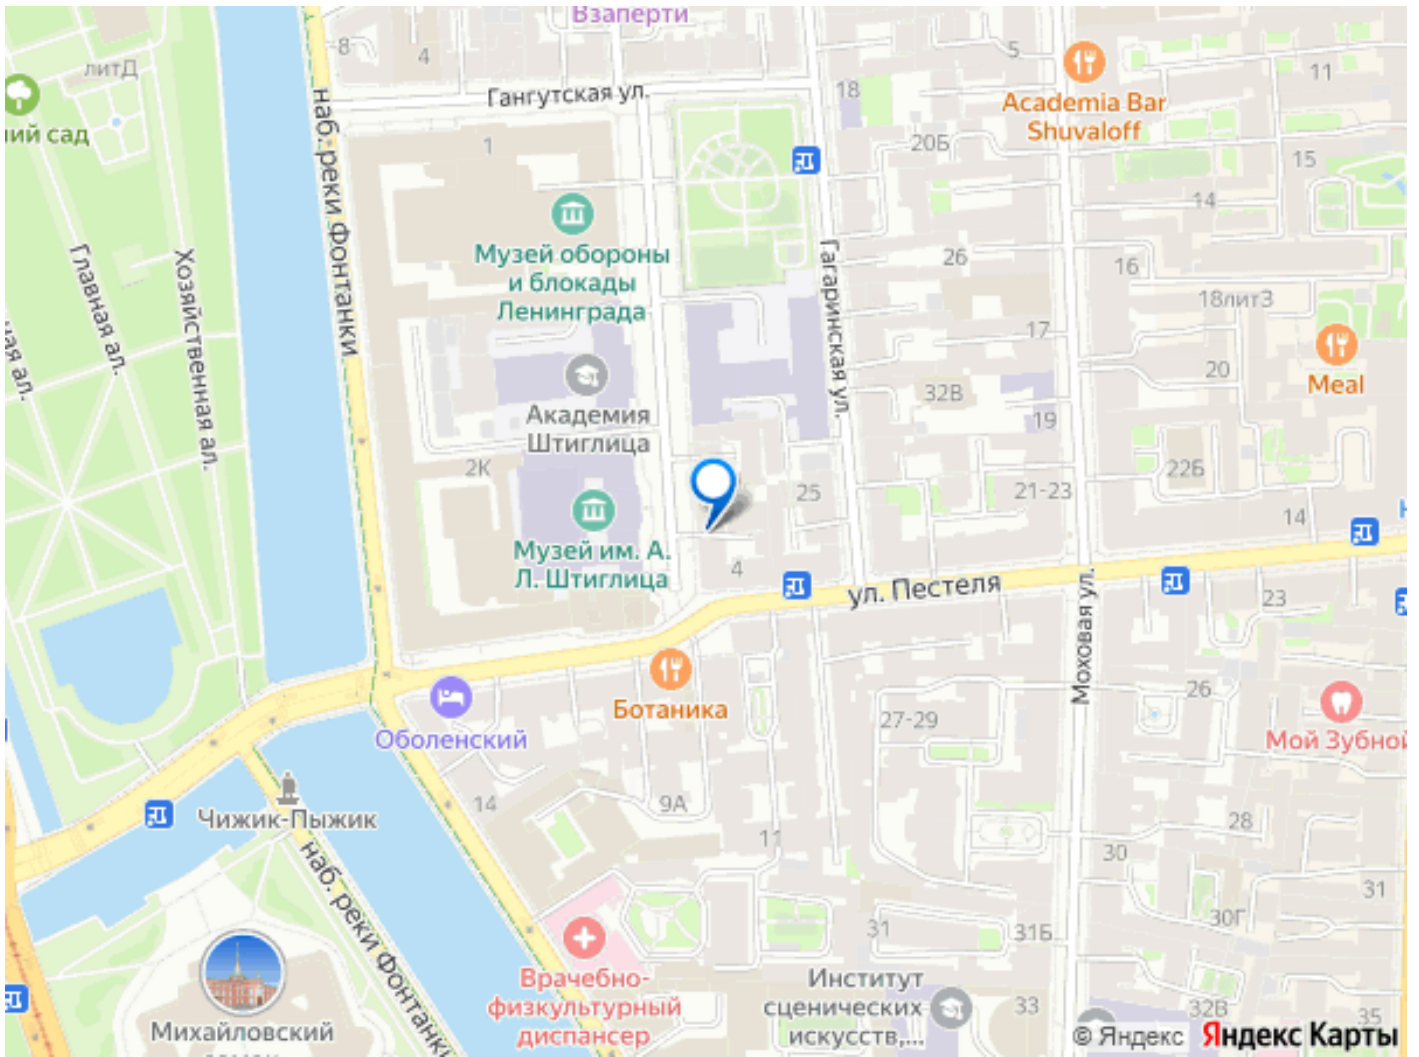 Взаперти
8
4
5
11
литД
Гангутская ул.
18
Academia Bar
Shuvaloff
ний сад
1
20Б
15
наб. реки Фонтанки
14
Музей обороны
и блокады
Ленинграда
26
16
Главная ал.
Хозяйственная ал.
Гагаринская ул.
18литЗ
17
ная ал.
20
Meal
Академия
Штиглица
32В
19
2К
22Б
25
21-23
14
Музей им. А.
Л. Штиглица
4
ул. Пестеля
23
Моховая ул.
26
Ботаника
27-29
Оболенский
Мой Зубной
14
9А
Чижик-Пыжик
11
28
30
наб. реки Фонтанки
31
30Г
31
31Б
Врачебно-
физкультурный
диспансер
Институт
сценических
искусств,...
33
32В
35
Михайловский
© Яндекс
Яндекс Карты